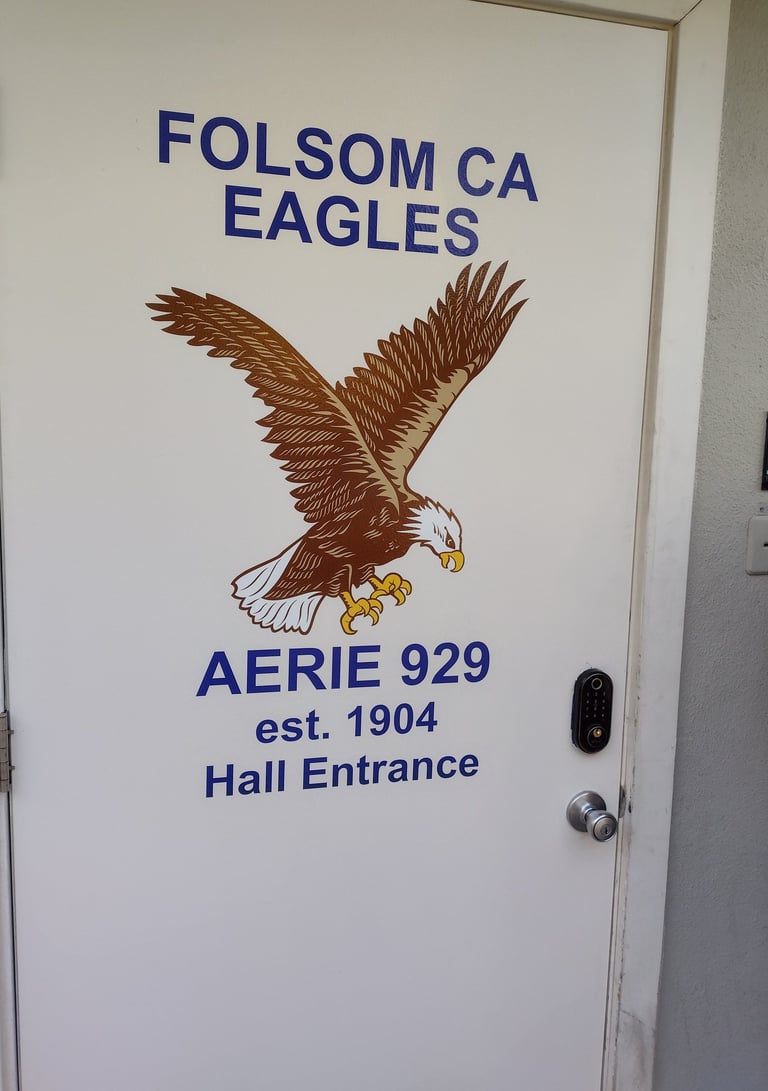 FOLSOM CA
EAGLES
AERIE 929
est. 1904
Hall Entrance